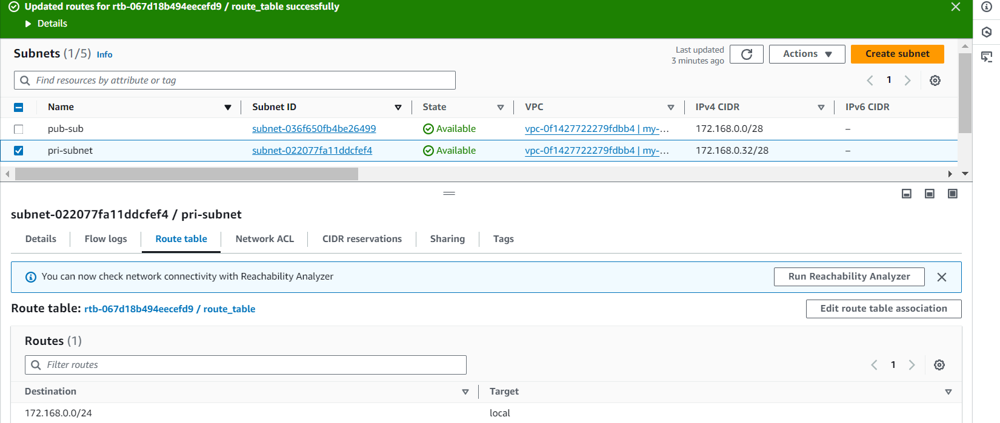 Updated routes for rtb-067d18b494eecefd9 / route_table successfully
Details
Subnets (1/5) Info
Last updated
3 minutes ago
Actions
Create subnet
Find resources by attribute or tag
1
Name Subnet ID State VPC IPv4 CIDR IPv6 CIDR
pub-sub subnet-036f650fb4be26499 Available vpc-0f1427722279fdbb4 | my-... 172.168.0.0/28 –
pri-subnet subnet-022077fa11ddcfef4 Available vpc-0f1427722279fdbb4 | my-... 172.168.0.32/28 –
subnet-022077fa11ddcfef4 / pri-subnet
Details Flow logs Route table Network ACL CIDR reservations Sharing Tags
You can now check network connectivity with Reachability Analyzer Run Reachability Analyzer
Route table: rtb-067d18b494eecefd9 / route_table Edit route table association
Routes (1)
Filter routes 1
Destination Target
172.168.0.0/24 local